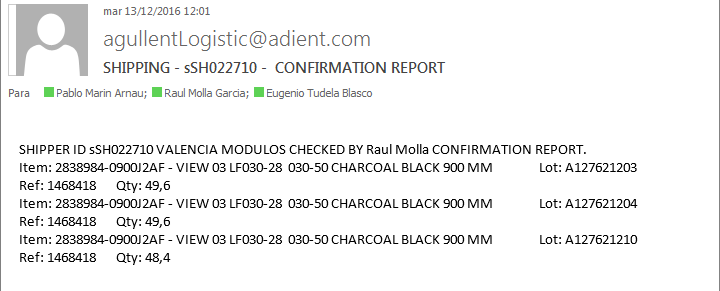 mar 13/12/2016 12:01
agullentLogistic@adient.com
SHIPPING - sSH022710 - CONFIRMATION REPORT
Para Pablo Marin Arnau; Raul Molla Garcia; Eugenio Tudela Blasco
SHIPPER ID sSH022710 VALENCIA MODULOS CHECKED BY Raul Molla CONFIRMATION REPORT.
Item: 2838984-0900J2AF - VIEW 03 LF030-28 030-50 CHARCOAL BLACK 900 MM Lot: A127621203
Ref: 1468418 Qty: 49,6
Item: 2838984-0900J2AF - VIEW 03 LF030-28 030-50 CHARCOAL BLACK 900 MM Lot: A127621204
Ref: 1468418 Qty: 49,6
Item: 2838984-0900J2AF - VIEW 03 LF030-28 030-50 CHARCOAL BLACK 900 MM Lot: A127621210
Ref: 1468418 Qty: 48,4